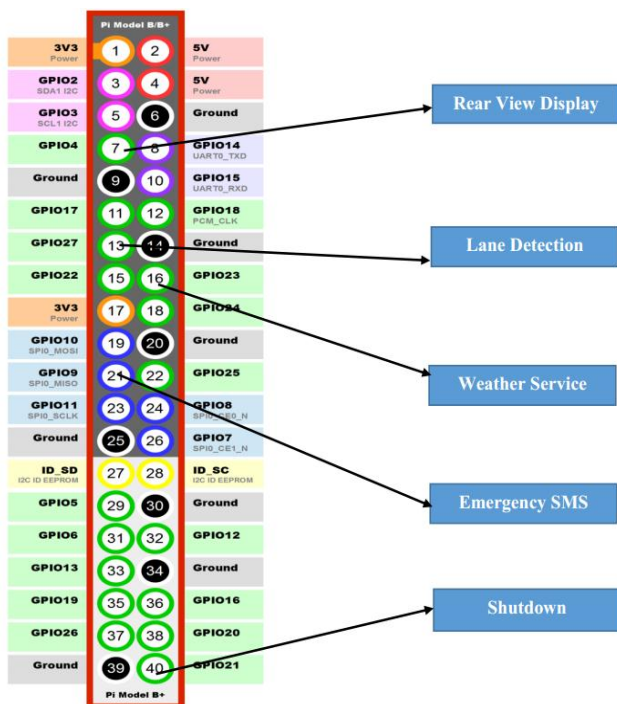 Pi Model B/B+
3V3 1 2 5V
Power Power
GPIO2 3 4 5V
SDA1 I2C Power
Rear View Display
GPIO3 5 6 Ground
SCL1 I2C
GPIO4 7 8 GPIO14
UART0_TXD
Ground 9 10 GPIO15
UART0_RXD
GPIO17 11 12 GPIO18
PCM_CLK
GPIO27 13 14 Ground
Lane Detection
GPIO22 15 16 GPIO23
3V3 17 18 GPIO24
Power
GPIO10 19 20 Ground
SPI0_MOSI
GPIO9 21 22 GPIO25
SPI0_MISO
Weather Service
GPIO11 23 24 GPIO8
SPI0_SCLK SPI0_CE0_N
Ground 25 26 GPIO7
SPI0_CE1_N
ID_SD 27 28 ID_SC
I2C ID EEPROM I2C ID EEPROM
GPIO5 29 30 Ground
Emergency SMS
GPIO6 31 32 GPIO12
GPIO13 33 34 Ground
GPIO19 35 36 GPIO16
Shutdown
GPIO26 37 38 GPIO20
Ground 39 40 GPIO21
Pi Model B+